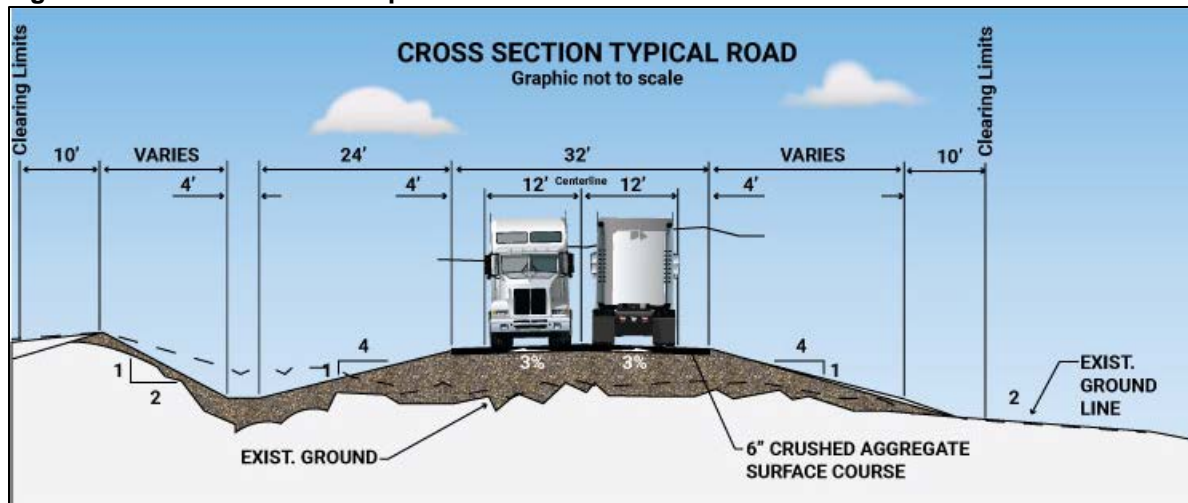 CROSS SECTION TYPICAL ROAD
Graphic not to scale
Clearing Limits
Clearing Limits
10’ VARIES 24’ 32’ VARIES 10’
4’ 4’ 12’ Centerline 12’ 4’
4 4
1 3% 3% 1
1
2
2
EXIST.
GROUND
LINE
EXIST. GROUND
6” CRUSHED AGGREGATE
SURFACE COURSE